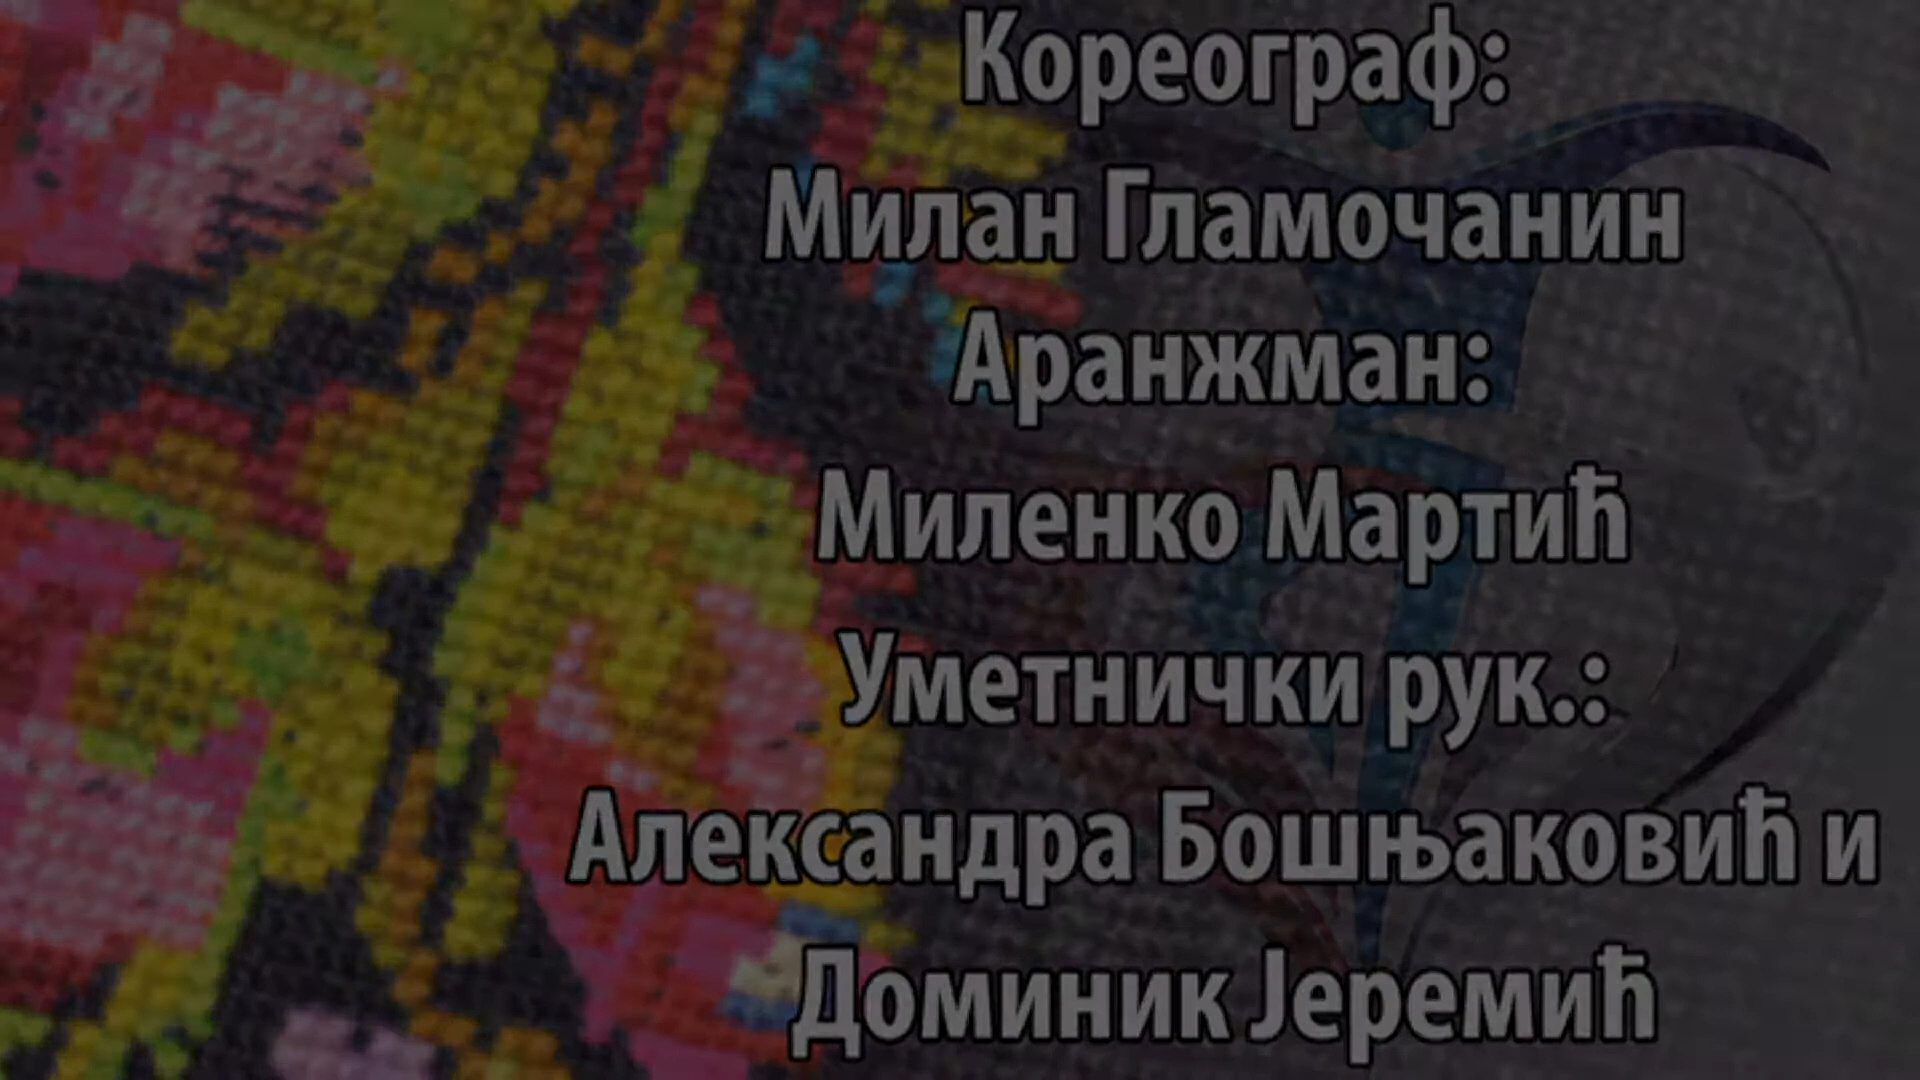 Кореограф:
Милан Гламочанин
Аранжман:
Миленко Мартић
Уметнички рук.:
Александра Бошњаковић и
Доминик Јеремић